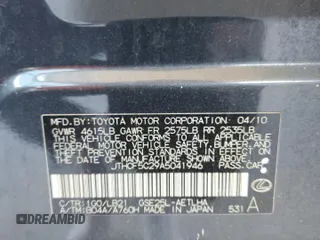 MFD. BY: TOYOTA MOTOR CORPORATION 04/10
GVWR 4615LB GAWR FR 2575LB RR 2535LB
THIS VEHICLE CONFORMS TO ALL
APPLICABLE FEDERAL MOTOR VEHICLE
SAFETY, BUMPER, AND THEFT PREVENTION
STANDARDS IN EFFECT ON THE DATE OF
MANUFACTURE SHOWN ABOVE.
JTHCF5C29A5041946 PASS. CAR
C/TR: 1G0/LB21 GSE25L-AETLHA
A/TM: B04A/A760H MADE IN JAPAN 531 A